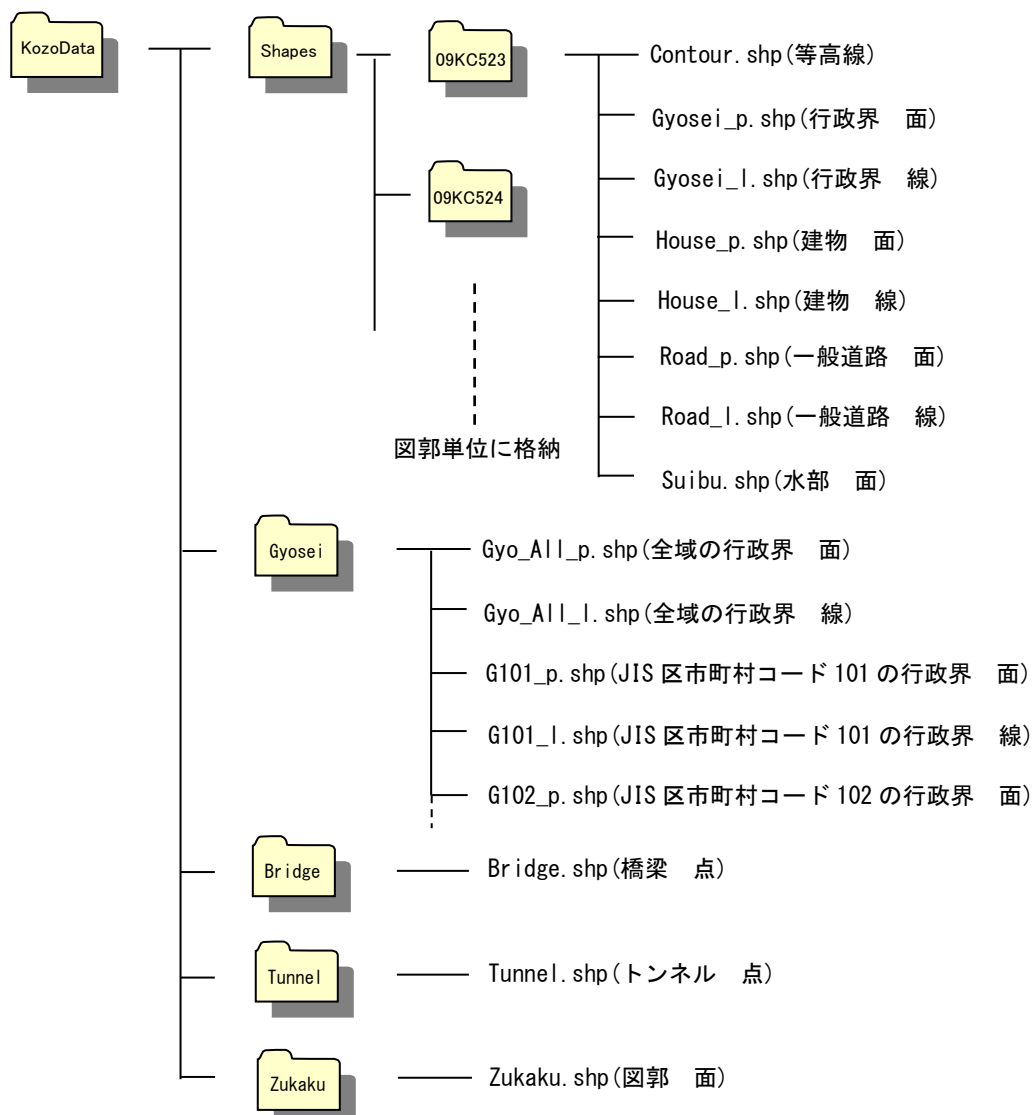 KozoData
Shapes
09KC523
Contour.shp(等高線)
Gyosei_p.shp(行政界　面)
Gyosei_l.shp(行政界　線)
09KC524
House_p.shp(建物　面)
House_l.shp(建物　線)
Road_p.shp(一般道路　面)
Road_l.shp(一般道路　線)
図郭単位に格納
Suibu.shp(水部　面)
Gyosei
Gyo_All_p.shp(全域の行政界　面)
Gyo_All_l.shp(全域の行政界　線)
G101_p.shp(JIS区市町村コード101の行政界　面)
G101_l.shp(JIS区市町村コード101の行政界　線)
G102_p.shp(JIS区市町村コード102の行政界　面)
Bridge
Bridge.shp(橋梁　点)
Tunnel
Tunnel.shp(トンネル　点)
Zukaku
Zukaku.shp(図郭　面)